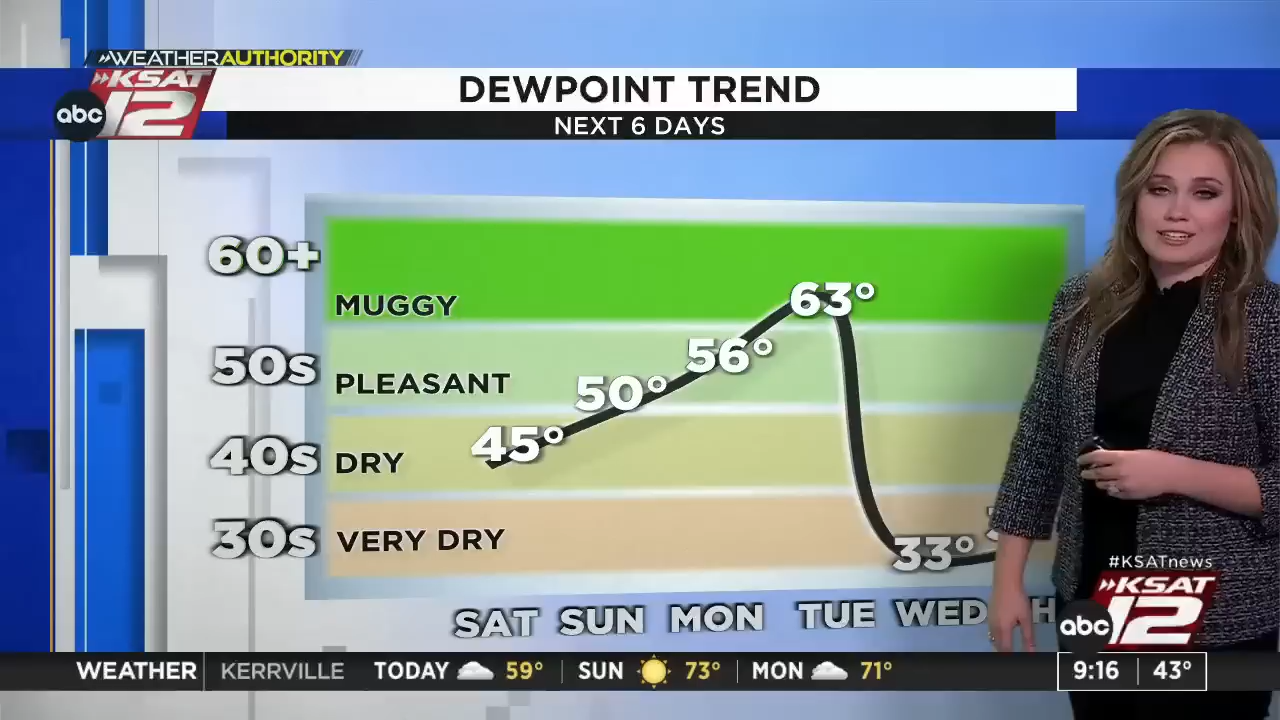 WEATHERAUTHORITY
KSAT
abc 12
DEWPOINT TREND
NEXT 6 DAYS
60+
MUGGY
63°
50s
PLEASANT
56°
50°
40s
DRY
45°
30s
VERY DRY
33°
SAT SUN MON TUE WED
#KSATnews
KSAT
abc 12
WEATHER KERRVILLE TODAY 59° SUN 73° MON 71° 9:16 43°